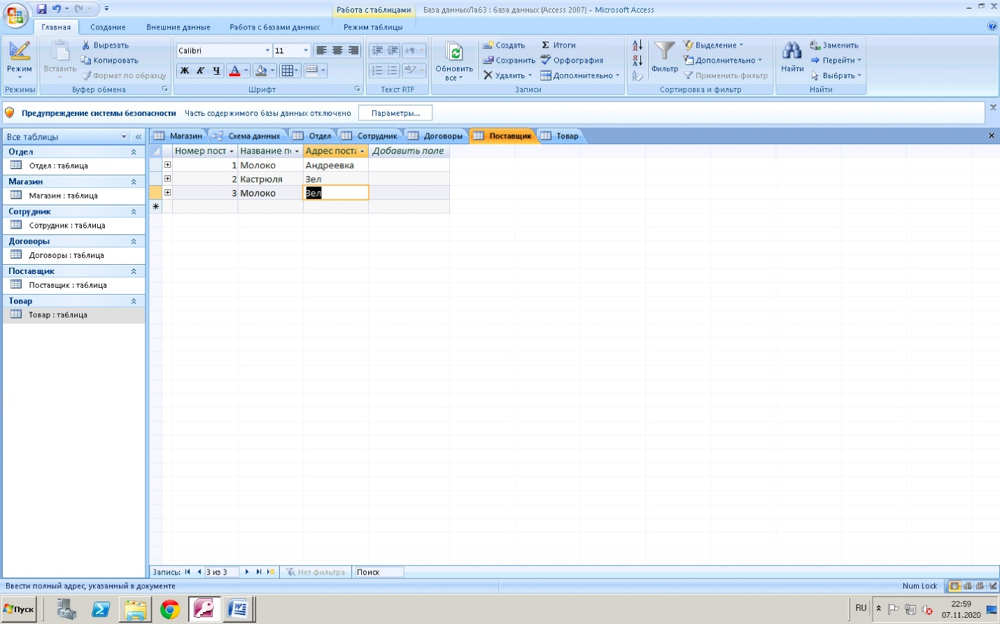 Работа с таблицами
База данныхЛаб3 : база данных (Access 2007) - Microsoft Access
Главная Создание Внешние данные Работа с базами данных Режим таблицы
Режим
Режимы
Вставить
Вырезать
Копировать
Формат по образцу
Буфер обмена
Calibri 11
Ж К Ч А
Шрифт
Текст RTF
Обновить
все
Создать
Сохранить
Удалить
Итоги
Орфография
Дополнительно
Записи
Фильтр
Выделение
Дополнительно
Применить фильтр
Сортировка и фильтр
Найти
Заменить
Перейти
Выбрать
Найти
Предупреждение системы безопасности Часть содержимого базы данных отключено Параметры...
Все таблицы
Отдел
Отдел : таблица
Магазин
Магазин : таблица
Сотрудник
Сотрудник : таблица
Договоры
Договоры : таблица
Поставщик
Поставщик : таблица
Товар
Товар : таблица
Магазин Схема данных Отдел Сотрудник Договоры Поставщик Товар
Номер пост Название п Адрес поста Добавить поле
1 Молоко Андреевка
2 Кастрюля Зел
3 Молоко Зел
Запись: 3 из 3 Нет фильтра Поиск
Ввести полный адрес, указанный в документе
Num Lock
Пуск
RU
22:59
07.11.2020